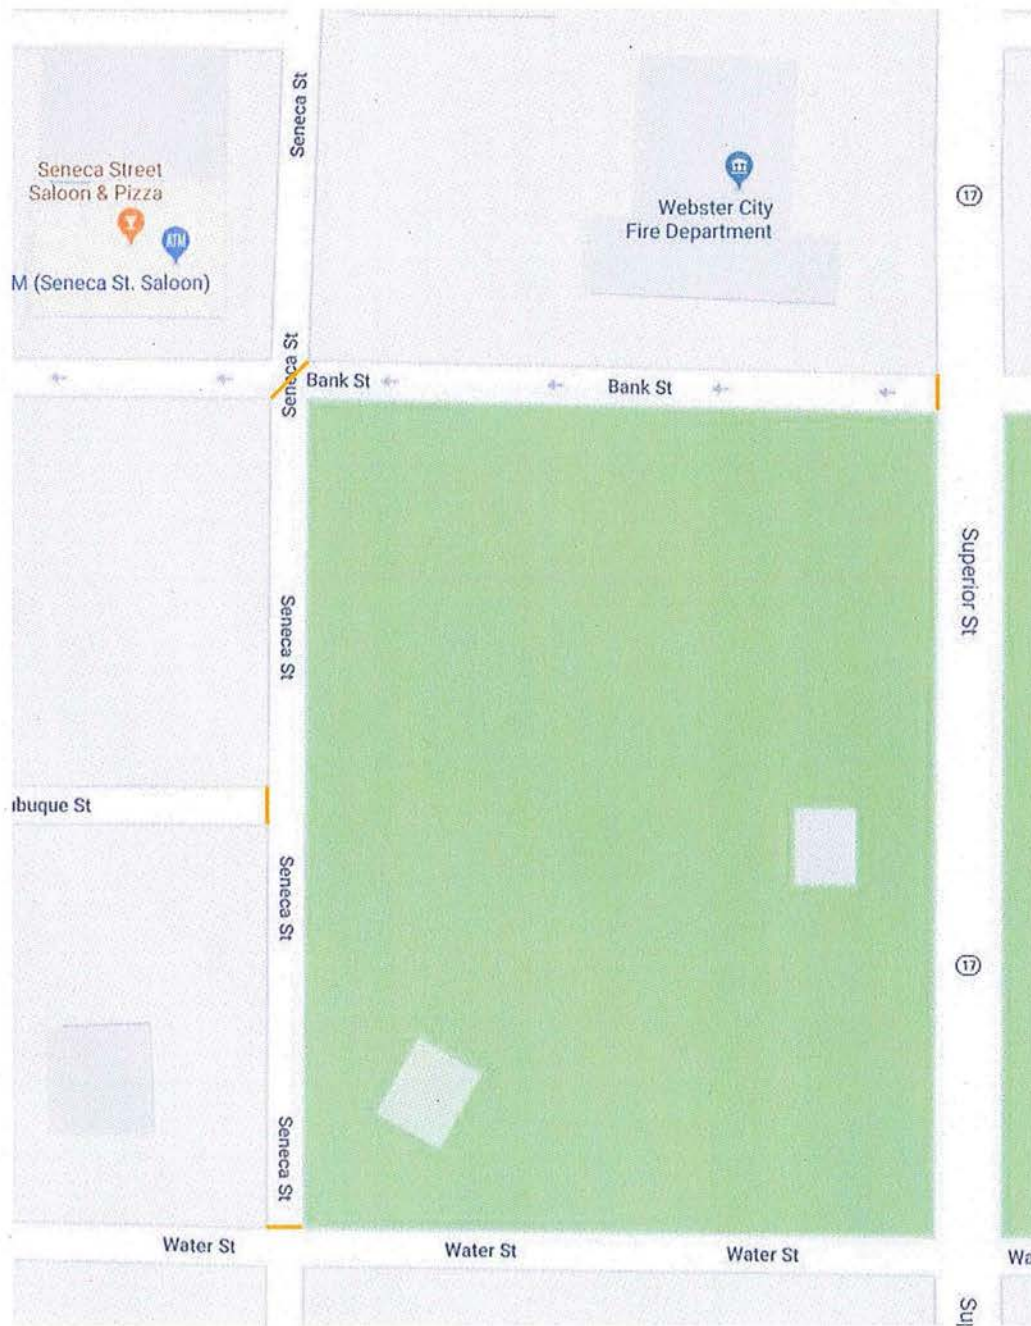 Seneca St
Seneca Street
Saloon & Pizza
ATM
M (Seneca St. Saloon)
Webster City
Fire Department
17
Seneca St
Bank St
Bank St
Superior St
Seneca St
ibuque St
Seneca St
17
Seneca St
Water St
Water St
Water St
Wa
Sup